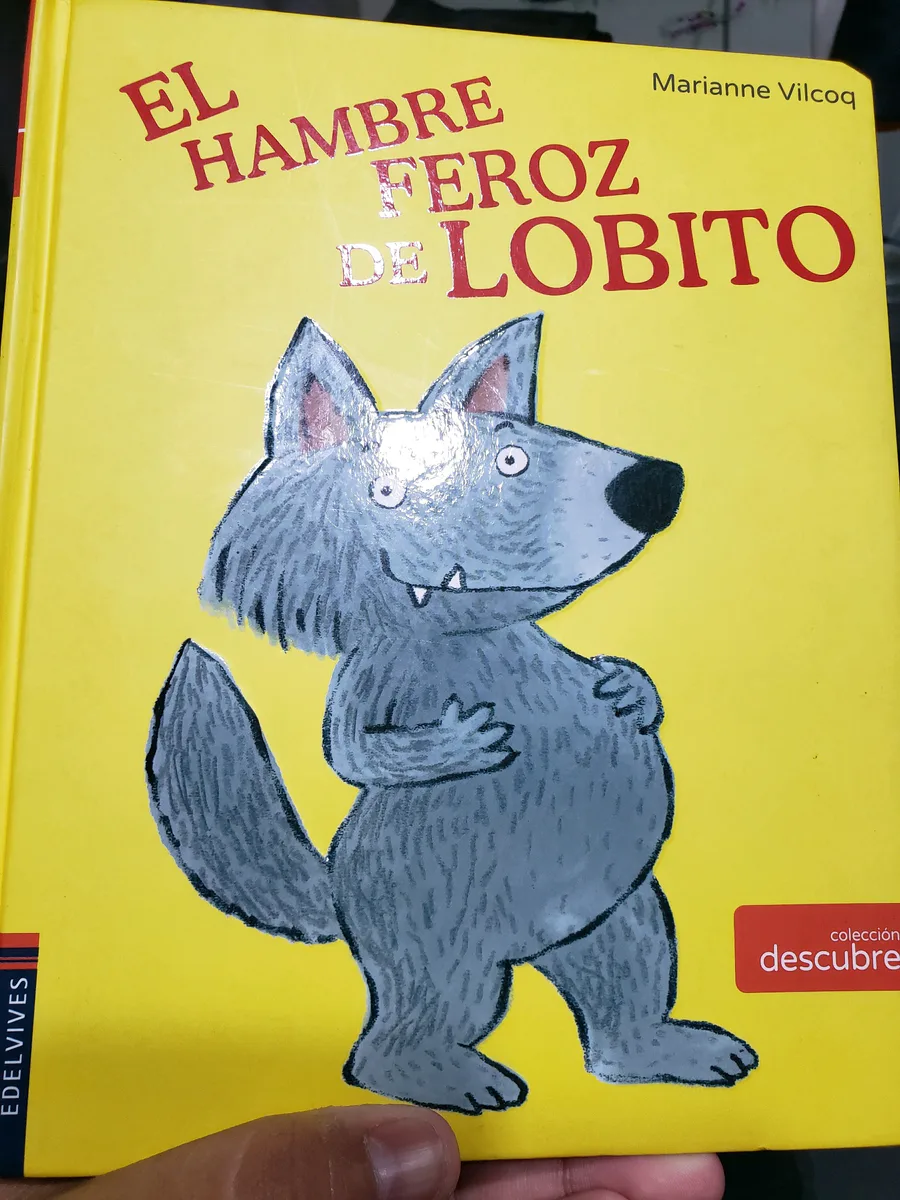 Marianne Vilcoq
EL
HAMBRE
FEROZ
DE LOBITO
colección
descubre
EDELVIVES